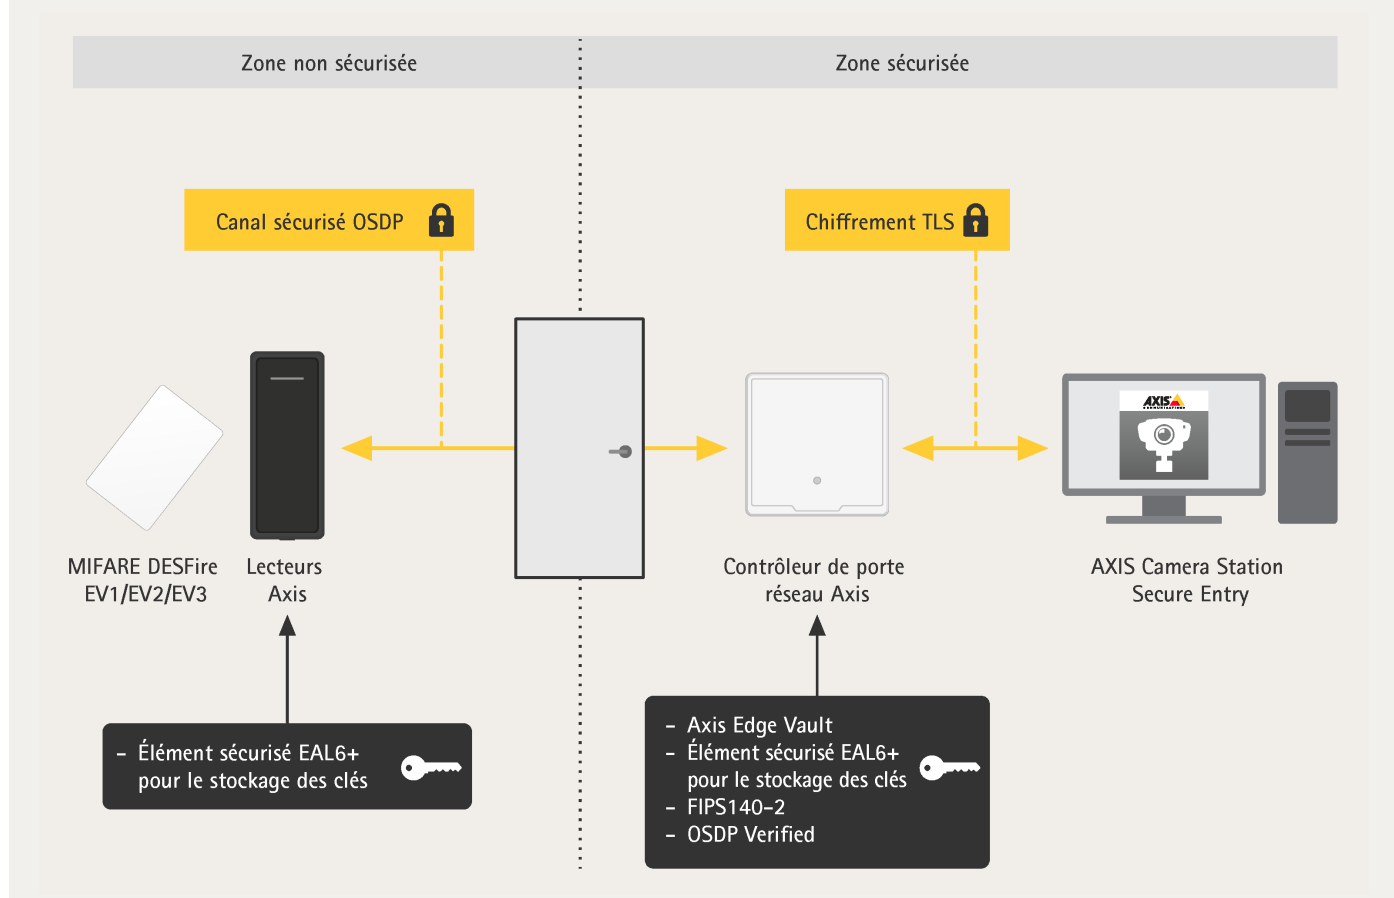 Zone non sécurisée
Zone sécurisée
Canal sécurisé OSDP
Chiffrement TLS
AXIS
COMMUNICATIONS
MIFARE DESFire
EV1/EV2/EV3
Lecteurs
Axis
Contrôleur de porte
réseau Axis
AXIS Camera Station
Secure Entry
- Élément sécurisé EAL6+
pour le stockage des clés
- Axis Edge Vault
- Élément sécurisé EAL6+
pour le stockage des clés
- FIPS140-2
- OSDP Verified